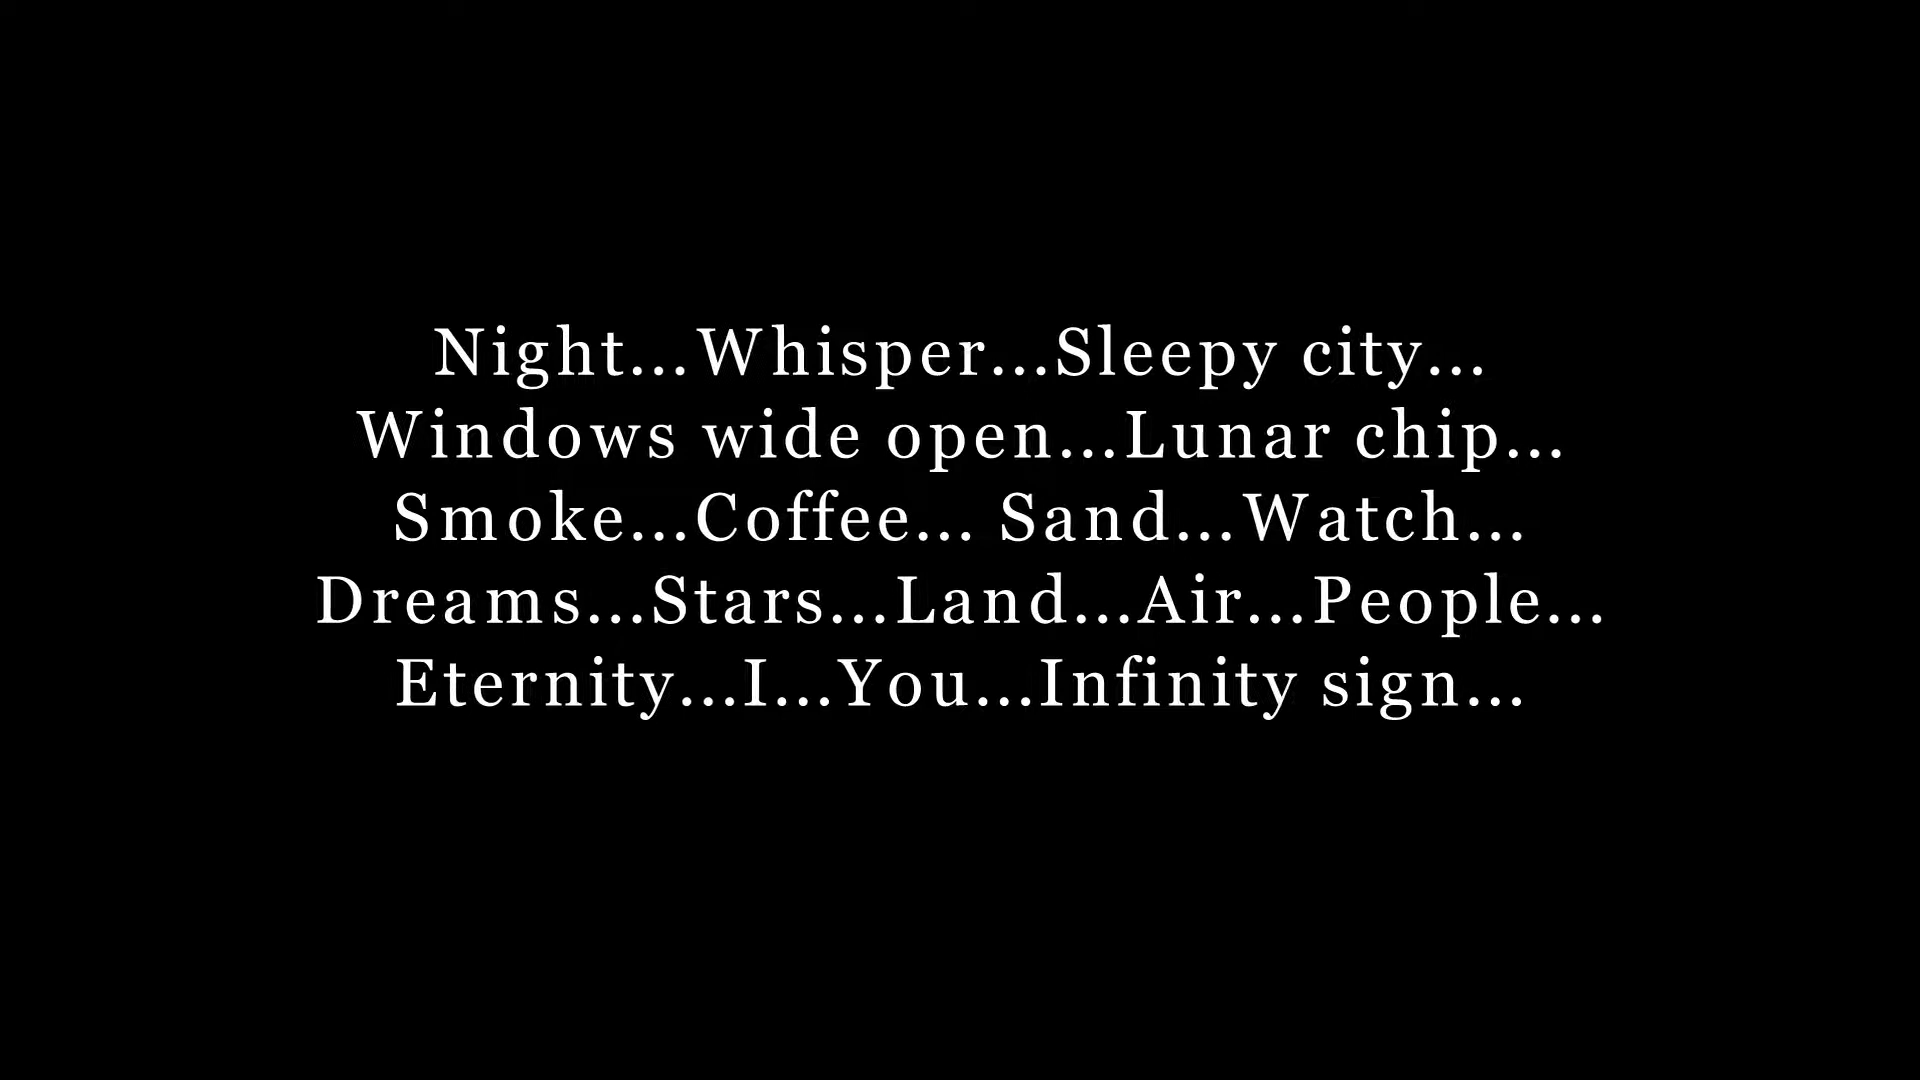 Night...Whisper...Sleepy city...
Windows wide open...Lunar chip...
Smoke...Coffee... Sand...Watch...
Dreams...Stars...Land...Air...People...
Eternity...I...You...Infinity sign...